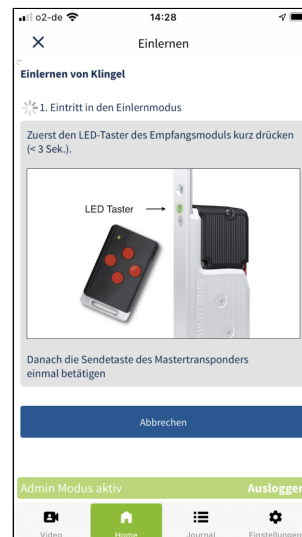 o2-de
14:28
Einlernen
Einlernen von Klingel
1. Eintritt in den Einlernmodus
Zuerst den LED-Taster des Empfangsmoduls kurz drücken
(< 3 Sek.).
LED Taster
Danach die Sendetaste des Mastertransponders
einmal betätigen
Abbrechen
Admin Modus aktiv
Ausloggen
Video
Home
Journal
Einstellungen